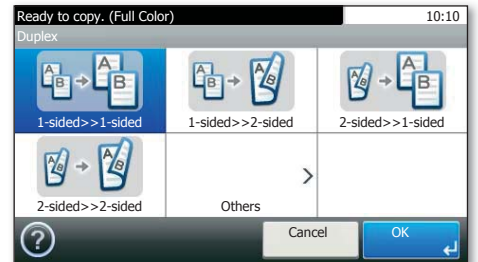 Ready to copy. (Full Color) 10:10
Duplex
A B A B
1-sided>>1-sided
A B A B
1-sided>>2-sided
A B A B
2-sided>>1-sided
A B A B
2-sided>>2-sided
Others
?
Cancel
OK